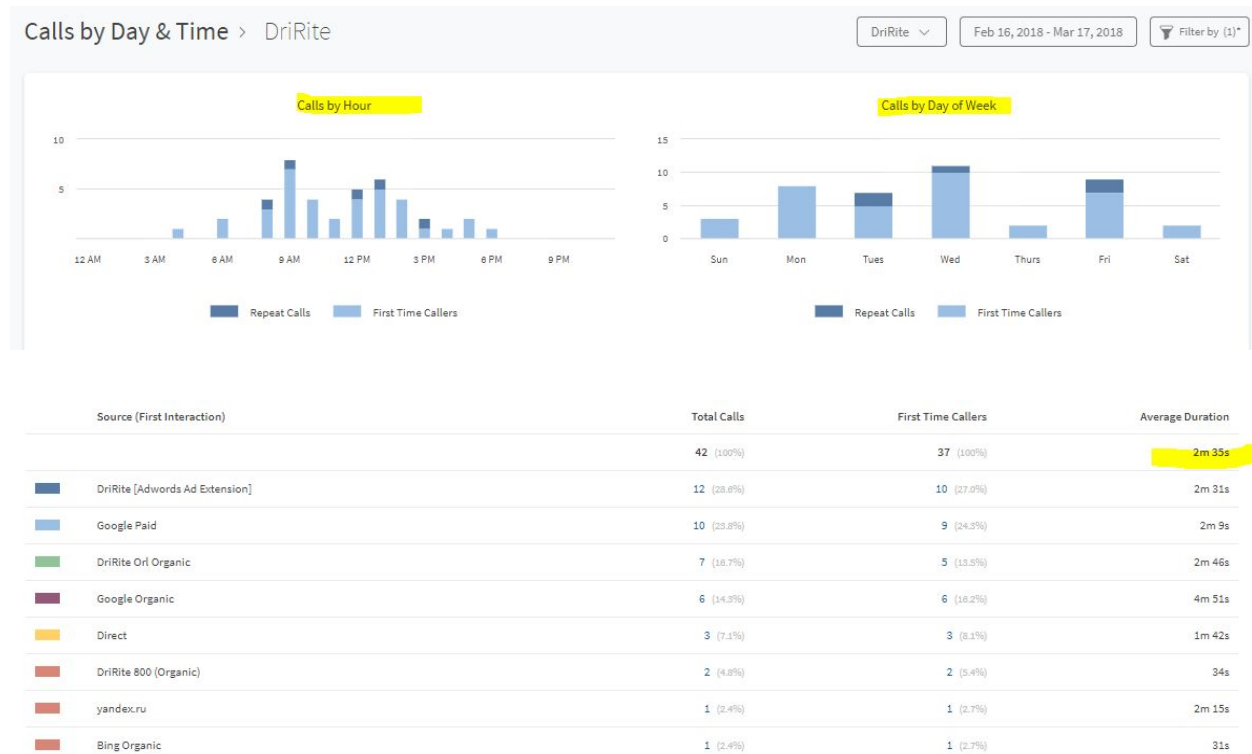 Calls by Day & Time > DriRite
DriRite
Feb 16, 2018 - Mar 17, 2018
Filter by (1)*
Calls by Hour
10
5
12 AM 3 AM 6 AM 9 AM 12 PM 3 PM 6 PM 9 PM
Repeat Calls First Time Callers
Calls by Day of Week
15
10
5
0
Sun Mon Tues Wed Thurs Fri Sat
Repeat Calls First Time Callers
Source (First Interaction) Total Calls First Time Callers Average Duration
42 (100%) 37 (100%) 2m 35s
DriRite [Adwords Ad Extension] 12 (28.6%) 10 (27.0%) 2m 31s
Google Paid 10 (23.8%) 9 (24.3%) 2m 9s
DriRite Orl Organic 7 (16.7%) 5 (13.5%) 2m 46s
Google Organic 6 (14.3%) 6 (16.2%) 4m 51s
Direct 3 (7.1%) 3 (8.1%) 1m 42s
DriRite 800 (Organic) 2 (4.8%) 2 (5.4%) 34s
yandex.ru 1 (2.4%) 1 (2.7%) 2m 15s
Bing Organic 1 (2.4%) 1 (2.7%) 31s